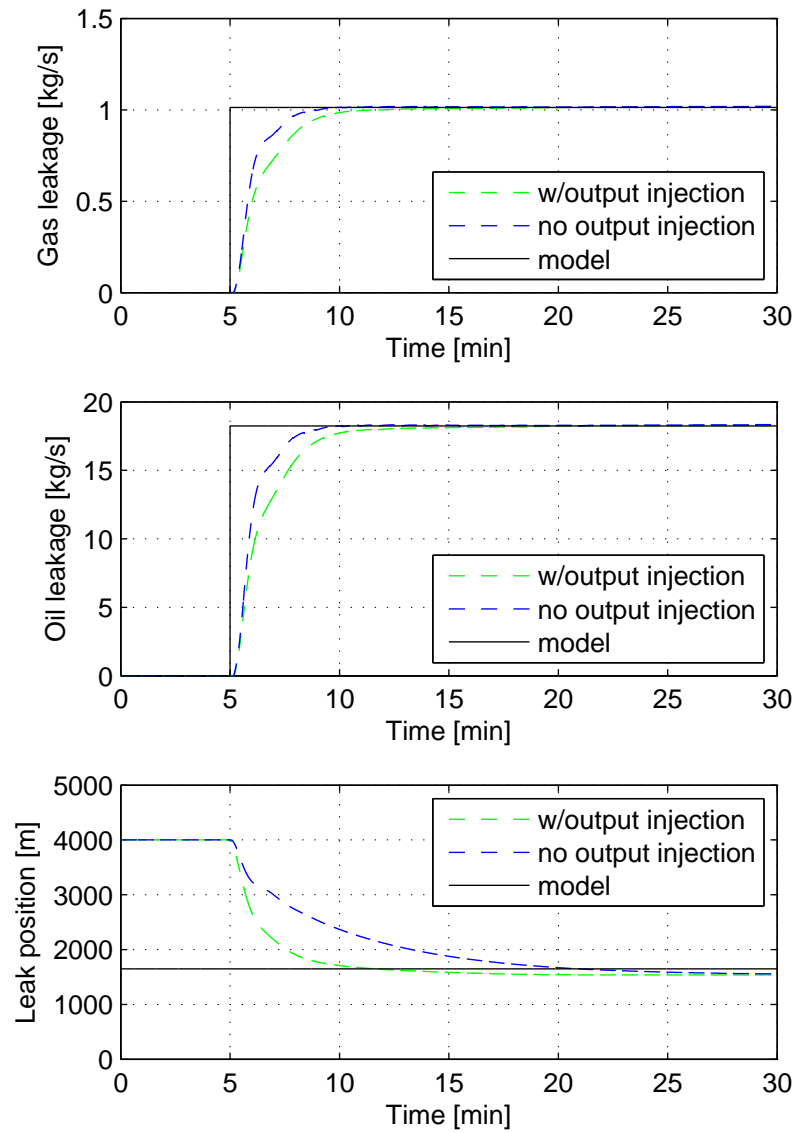 1.5
1
0.5
0
Gas leakage [kg/s]
w/output injection
no output injection
model
0 5 10 15 20 25 30
Time [min]
20
15
10
5
0
Oil leakage [kg/s]
w/output injection
no output injection
model
0 5 10 15 20 25 30
Time [min]
5000
4000
3000
2000
1000
0
Leak position [m]
w/output injection
no output injection
model
0 5 10 15 20 25 30
Time [min]